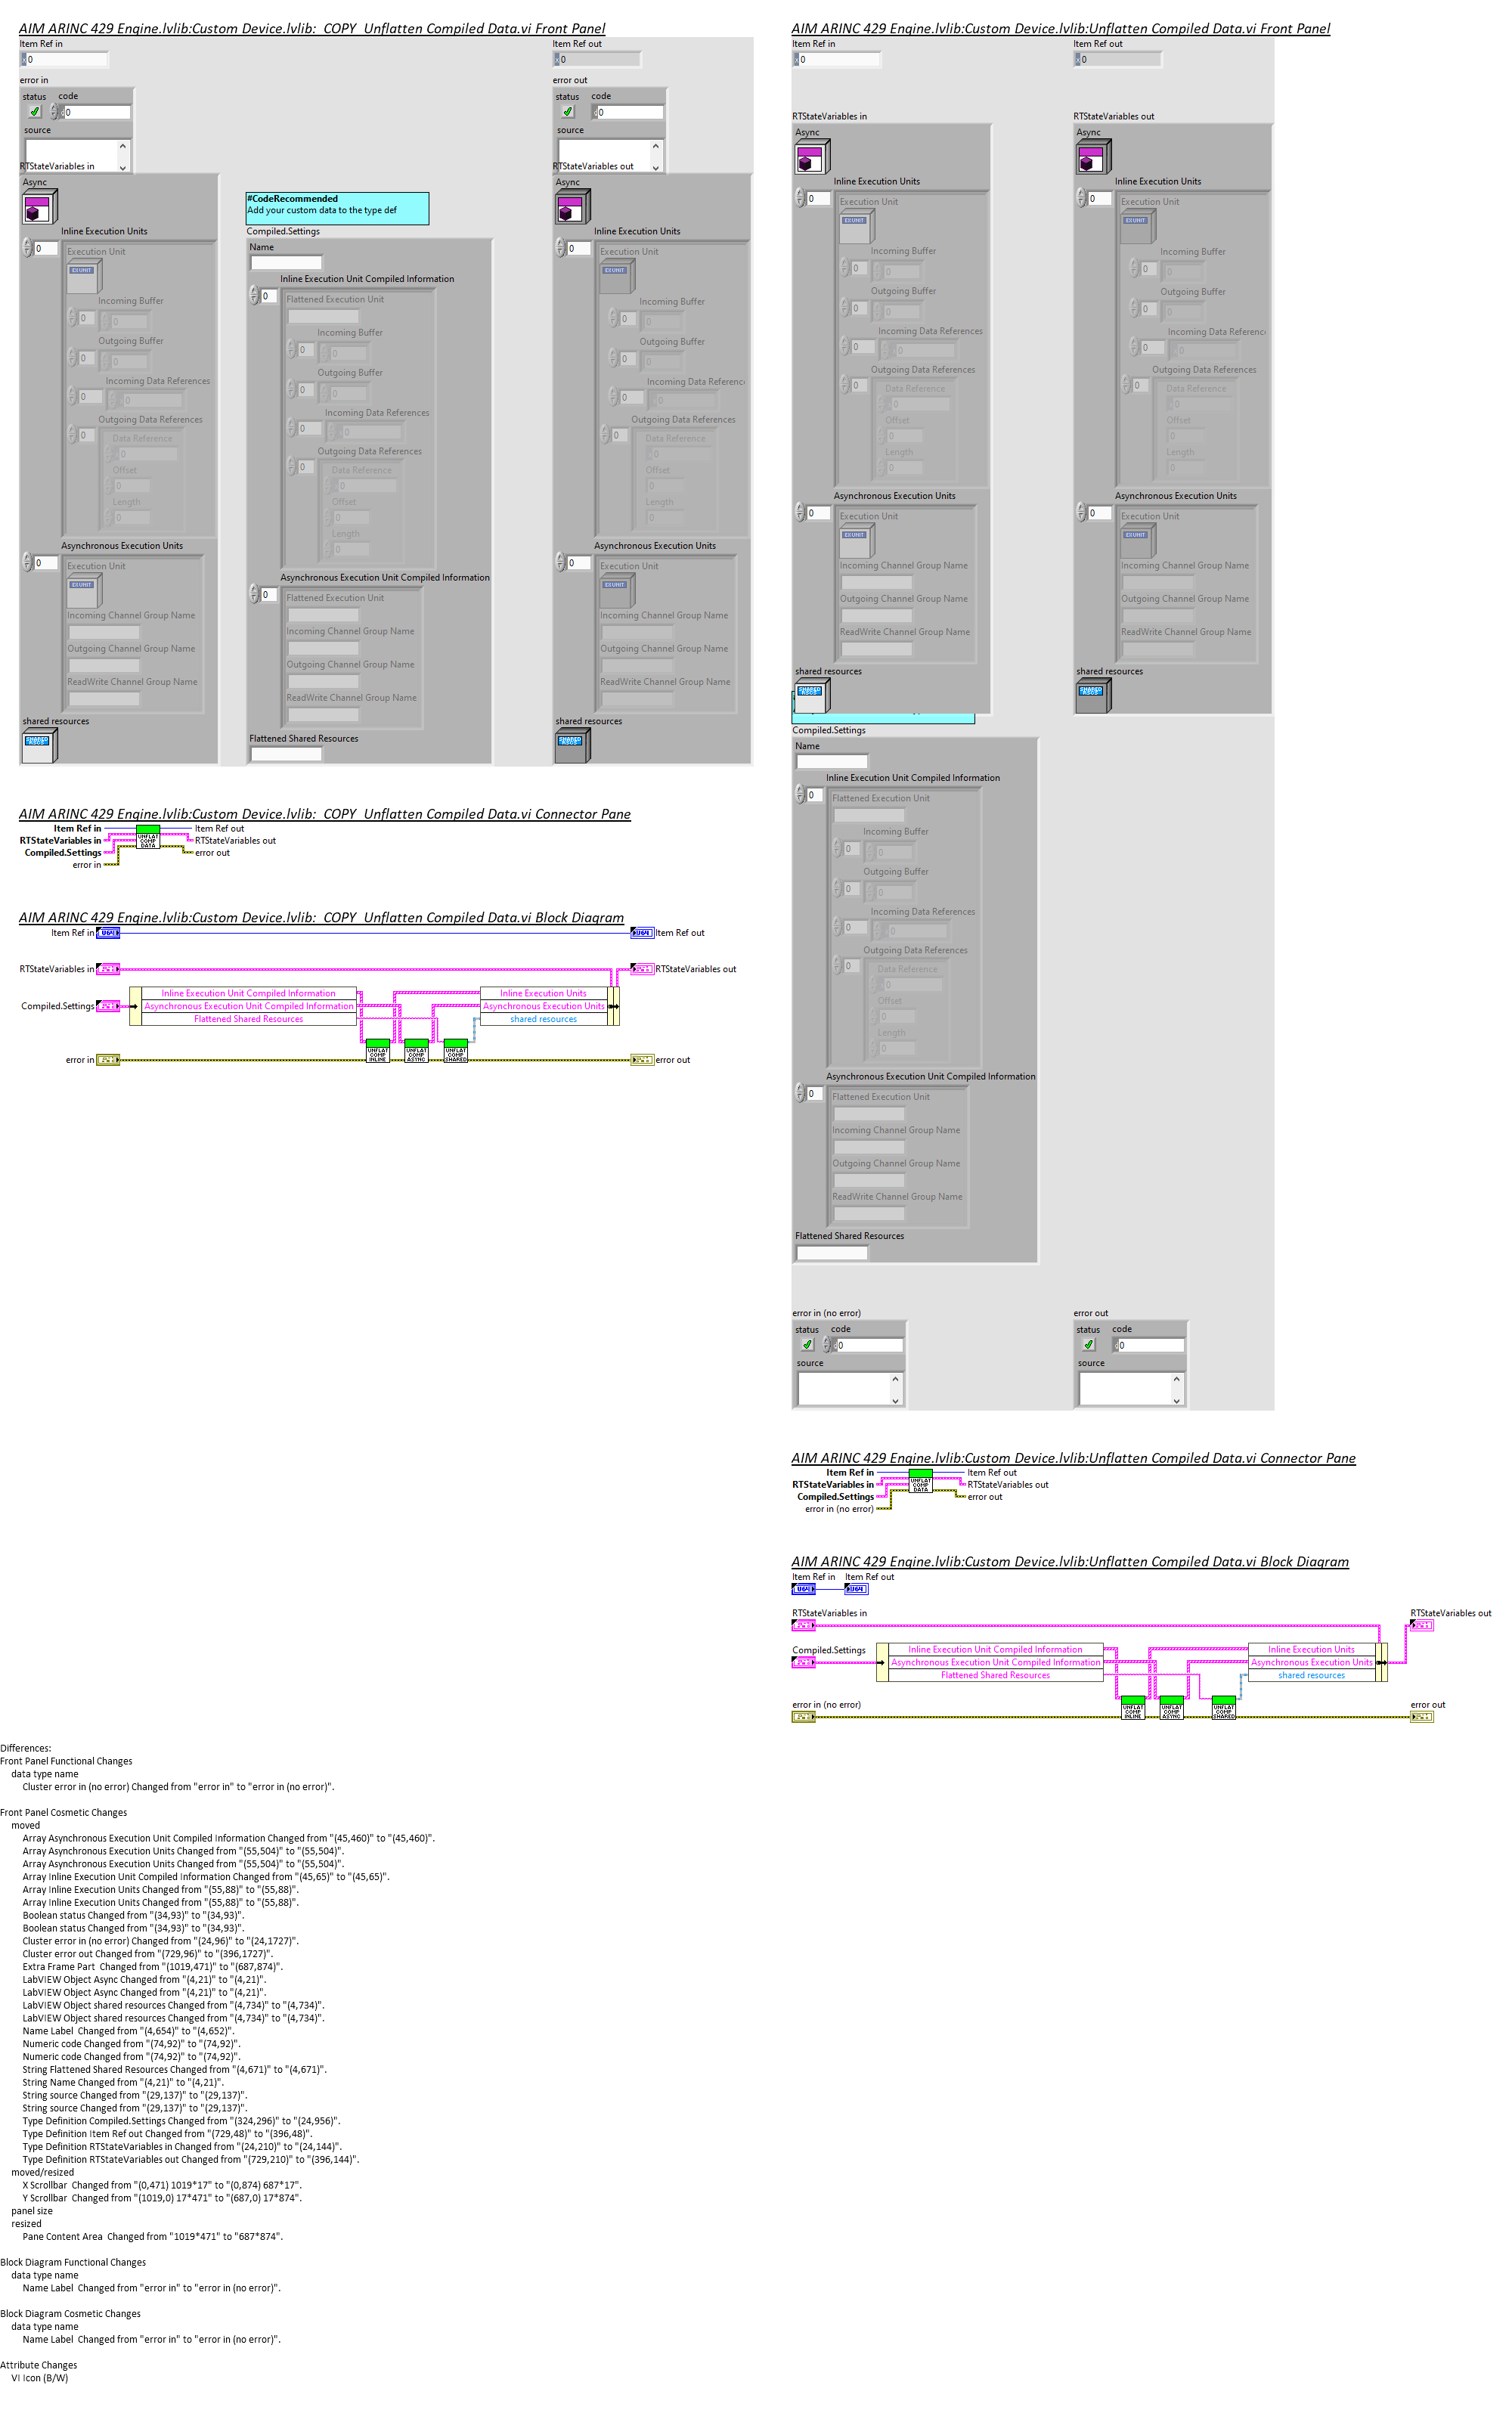 AIM ARINC 429 Engine.lvlib:Custom Device.lvlib:_COPY_Unflatten Compiled Data.vi Front Panel
Item Ref in
0
Item Ref out
0
error in
status code
0
source
error out
status code
0
source
RTStateVariables in
Async
Inline Execution Units
0
Execution Unit
EXUNIT
Incoming Buffer
0 0
Outgoing Buffer
0 0
Incoming Data References
0 0
Outgoing Data References
0
Data Reference
0
Offset
0
Length
0
Asynchronous Execution Units
0
Execution Unit
EXUNIT
Incoming Channel Group Name
Outgoing Channel Group Name
ReadWrite Channel Group Name
shared resources
SHARED
RSCS
#CodeRecommended
Add your custom data to the type def
Compiled.Settings
Name
Inline Execution Unit Compiled Information
0
Flattened Execution Unit
Incoming Buffer
0 0
Outgoing Buffer
0 0
Incoming Data References
0 0
Outgoing Data References
0
Data Reference
0
Offset
0
Length
0
Asynchronous Execution Unit Compiled Information
0
Flattened Execution Unit
Incoming Channel Group Name
Outgoing Channel Group Name
ReadWrite Channel Group Name
Flattened Shared Resources
RTStateVariables out
Async
Inline Execution Units
0
Execution Unit
EXUNIT
Incoming Buffer
0 0
Outgoing Buffer
0 0
Incoming Data Referenc
0 0
Outgoing Data References
0
Data Reference
0
Offset
0
Length
0
Asynchronous Execution Units
0
Execution Unit
EXUNIT
Incoming Channel Group Name
Outgoing Channel Group Name
ReadWrite Channel Group Name
shared resources
SHARED
RSCS
AIM ARINC 429 Engine.lvlib:Custom Device.lvlib:_COPY_Unflatten Compiled Data.vi Connector Pane
Item Ref in
RTStateVariables in
Compiled.Settings
error in
UNFLAT
COMP
DATA
Item Ref out
RTStateVariables out
error out
AIM ARINC 429 Engine.lvlib:Custom Device.lvlib:_COPY_Unflatten Compiled Data.vi Block Diagram
Item Ref in U64 U64 Item Ref out
RTStateVariables in RTStateVariables out
Compiled.Settings
Inline Execution Unit Compiled Information
Asynchronous Execution Unit Compiled Information
Flattened Shared Resources
Inline Execution Units
Asynchronous Execution Units
shared resources
error in
UNFLAT
COMP
INLINE
UNFLAT
COMP
ASYNC
UNFLAT
COMP
SHARED
error out
AIM ARINC 429 Engine.lvlib:Custom Device.lvlib:Unflatten Compiled Data.vi Front Panel
Item Ref in
0
Item Ref out
0
RTStateVariables in
Async
Inline Execution Units
0
Execution Unit
EXUNIT
Incoming Buffer
0 0
Outgoing Buffer
0 0
Incoming Data References
0 0
Outgoing Data References
0
Data Reference
0
Offset
0
Length
0
Asynchronous Execution Units
0
Execution Unit
EXUNIT
Incoming Channel Group Name
Outgoing Channel Group Name
ReadWrite Channel Group Name
shared resources
SHARED
RSCS
RTStateVariables out
Async
Inline Execution Units
0
Execution Unit
EXUNIT
Incoming Buffer
0 0
Outgoing Buffer
0 0
Incoming Data Referenc
0 0
Outgoing Data References
0
Data Reference
0
Offset
0
Length
0
Asynchronous Execution Units
0
Execution Unit
EXUNIT
Incoming Channel Group Name
Outgoing Channel Group Name
ReadWrite Channel Group Name
shared resources
SHARED
RSCS
Compiled.Settings
Name
Inline Execution Unit Compiled Information
0
Flattened Execution Unit
Incoming Buffer
0 0
Outgoing Buffer
0 0
Incoming Data References
0 0
Outgoing Data References
0
Data Reference
0
Offset
0
Length
0
Asynchronous Execution Unit Compiled Information
0
Flattened Execution Unit
Incoming Channel Group Name
Outgoing Channel Group Name
ReadWrite Channel Group Name
Flattened Shared Resources
error in (no error)
status code
0
source
error out
status code
0
source
AIM ARINC 429 Engine.lvlib:Custom Device.lvlib:Unflatten Compiled Data.vi Connector Pane
Item Ref in
RTStateVariables in
Compiled.Settings
error in (no error)
UNFLAT
COMP
DATA
Item Ref out
RTStateVariables out
error out
AIM ARINC 429 Engine.lvlib:Custom Device.lvlib:Unflatten Compiled Data.vi Block Diagram
Item Ref in Item Ref out
U64 U64
RTStateVariables in RTStateVariables out
Compiled.Settings
Inline Execution Unit Compiled Information
Asynchronous Execution Unit Compiled Information
Flattened Shared Resources
Inline Execution Units
Asynchronous Execution Units
shared resources
error in (no error)
UNFLAT
COMP
INLINE
UNFLAT
COMP
ASYNC
UNFLAT
COMP
SHARED
error out
Differences:
Front Panel Functional Changes
data type name
Cluster error in (no error) Changed from "error in" to "error in (no error)".
Front Panel Cosmetic Changes
moved
Array Asynchronous Execution Unit Compiled Information Changed from "(45,460)" to "(45,460)".
Array Asynchronous Execution Units Changed from "(55,504)" to "(55,504)".
Array Asynchronous Execution Units Changed from "(55,504)" to "(55,504)".
Array Inline Execution Unit Compiled Information Changed from "(45,65)" to "(45,65)".
Array Inline Execution Units Changed from "(55,88)" to "(55,88)".
Array Inline Execution Units Changed from "(55,88)" to "(55,88)".
Boolean status Changed from "(34,93)" to "(34,93)".
Boolean status Changed from "(34,93)" to "(34,93)".
Cluster error in (no error) Changed from "(24,96)" to "(24,1727)".
Cluster error out Changed from "(729,96)" to "(396,1727)".
Extra Frame Part  Changed from "(1019,471)" to "(687,874)".
LabVIEW Object Async Changed from "(4,21)" to "(4,21)".
LabVIEW Object Async Changed from "(4,21)" to "(4,21)".
LabVIEW Object shared resources Changed from "(4,734)" to "(4,734)".
LabVIEW Object shared resources Changed from "(4,734)" to "(4,734)".
Name Label  Changed from "(4,654)" to "(4,652)".
Numeric code Changed from "(74,92)" to "(74,92)".
Numeric code Changed from "(74,92)" to "(74,92)".
String Flattened Shared Resources Changed from "(4,671)" to "(4,671)".
String Name Changed from "(4,21)" to "(4,21)".
String source Changed from "(29,137)" to "(29,137)".
String source Changed from "(29,137)" to "(29,137)".
Type Definition Compiled.Settings Changed from "(324,296)" to "(24,956)".
Type Definition Item Ref out Changed from "(729,48)" to "(396,48)".
Type Definition RTStateVariables in Changed from "(24,210)" to "(24,144)".
Type Definition RTStateVariables out Changed from "(729,210)" to "(396,144)".
moved/resized
X Scrollbar  Changed from "(0,471) 1019*17" to "(0,874) 687*17".
Y Scrollbar  Changed from "(1019,0) 17*471" to "(687,0) 17*874".
panel size
resized
Pane Content Area  Changed from "1019*471" to "687*874".
Block Diagram Functional Changes
data type name
Name Label  Changed from "error in" to "error in (no error)".
Block Diagram Cosmetic Changes
data type name
Name Label  Changed from "error in" to "error in (no error)".
Attribute Changes
VI Icon (B/W)